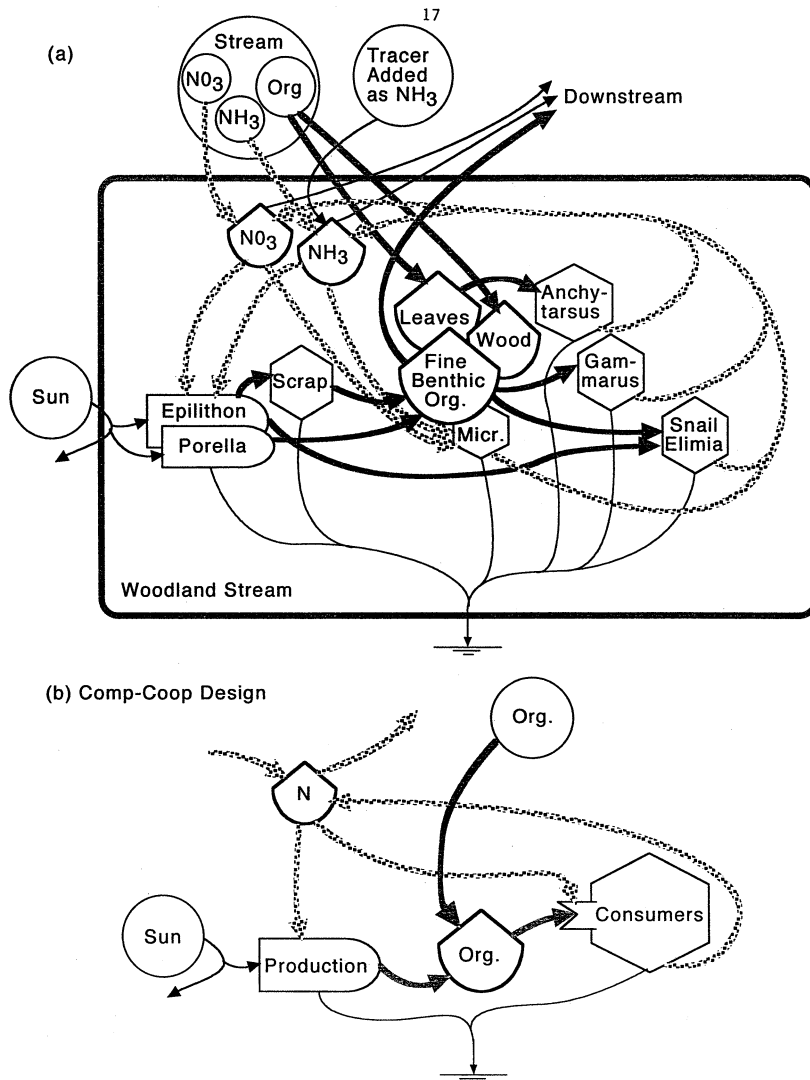 17
(a)
Stream
N03
Org
NH3
Tracer
Added
as NH3
Downstream
N03
NH3
Leaves
Wood
Anchy-
tarsus
Fine
Benthic
Org.
Gam-
marus
Scrap
Sun
Epilithon
Porella
Micr.
Snail
Elimia
Woodland Stream
(b) Comp-Coop Design
Org.
N
Sun
Production
Org.
Consumers